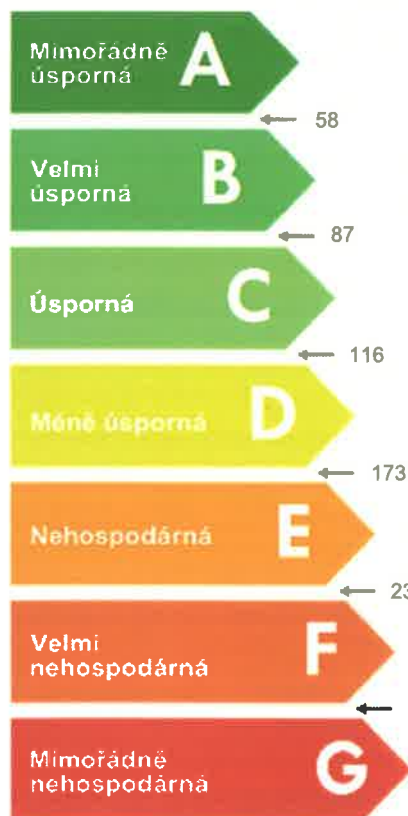 Mimořádně
úsporná
A
58
Velmi
úsporná
B
87
Úsporná
C
116
Méně úsporná
D
173
Nehospodárná
E
Velmi
nehospodárná
F
Mimořádně
nehospodárná
G